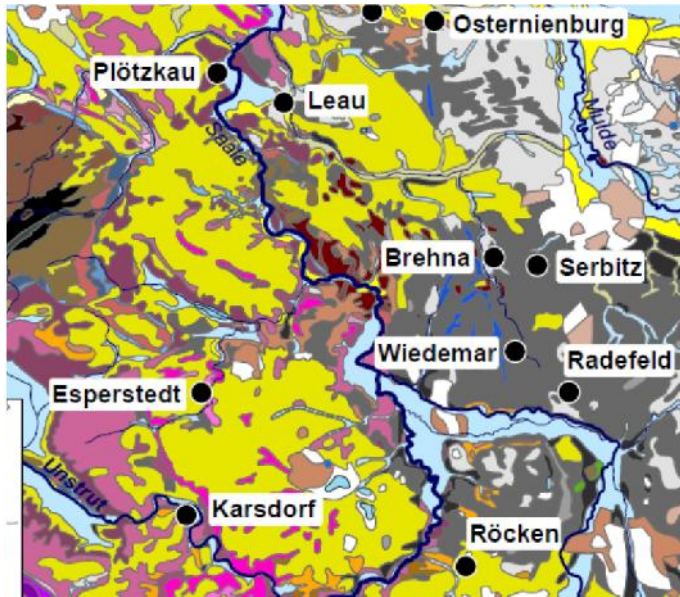 Osternienburg
Plötzkau
Leau
Mulde
Saale
Brehna
Serbitz
Wiedemar
Radefeld
Esperstedt
Unstrut
Karsdorf
Röcken